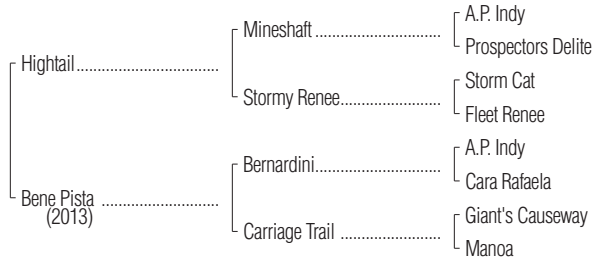 A.P. Indy
Mineshaft
Prospectors Delite
Hightail
Storm Cat
Stormy Renee
Fleet Renee
A.P. Indy
Bernardini
Cara Rafaela
Bene Pista
(2013)
Giant's Causeway
Carriage Trail
Manoa